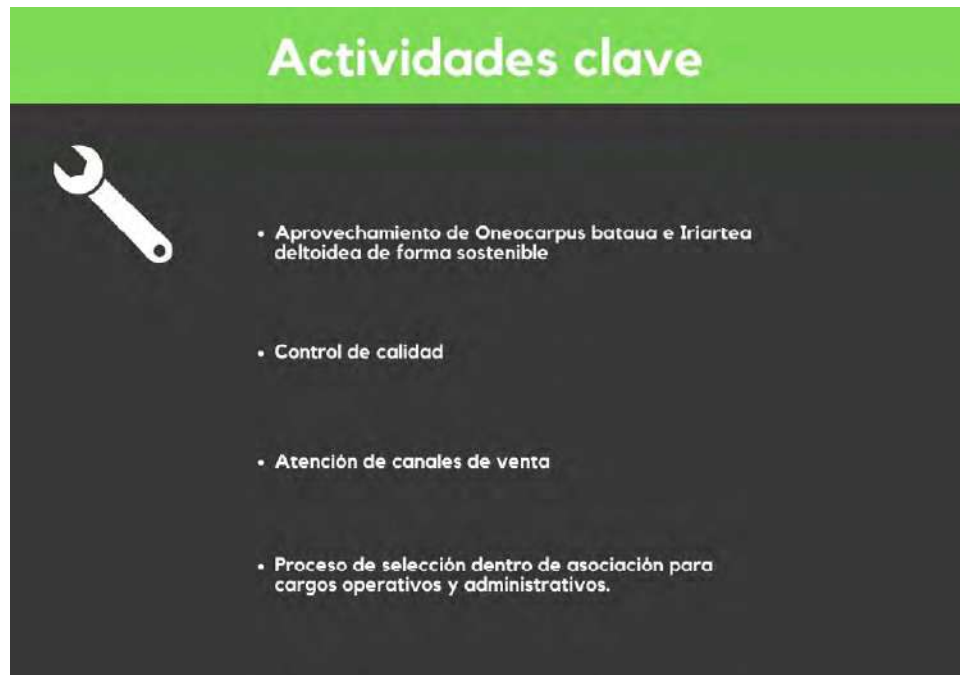 Actividades clave
• Aprovechamiento de Oneocarpus bataua e Iriartea
deltoidea de forma sostenible
• Control de calidad
• Atención de canales de venta
• Proceso de selección dentro de asociación para
cargos operativos y administrativos.